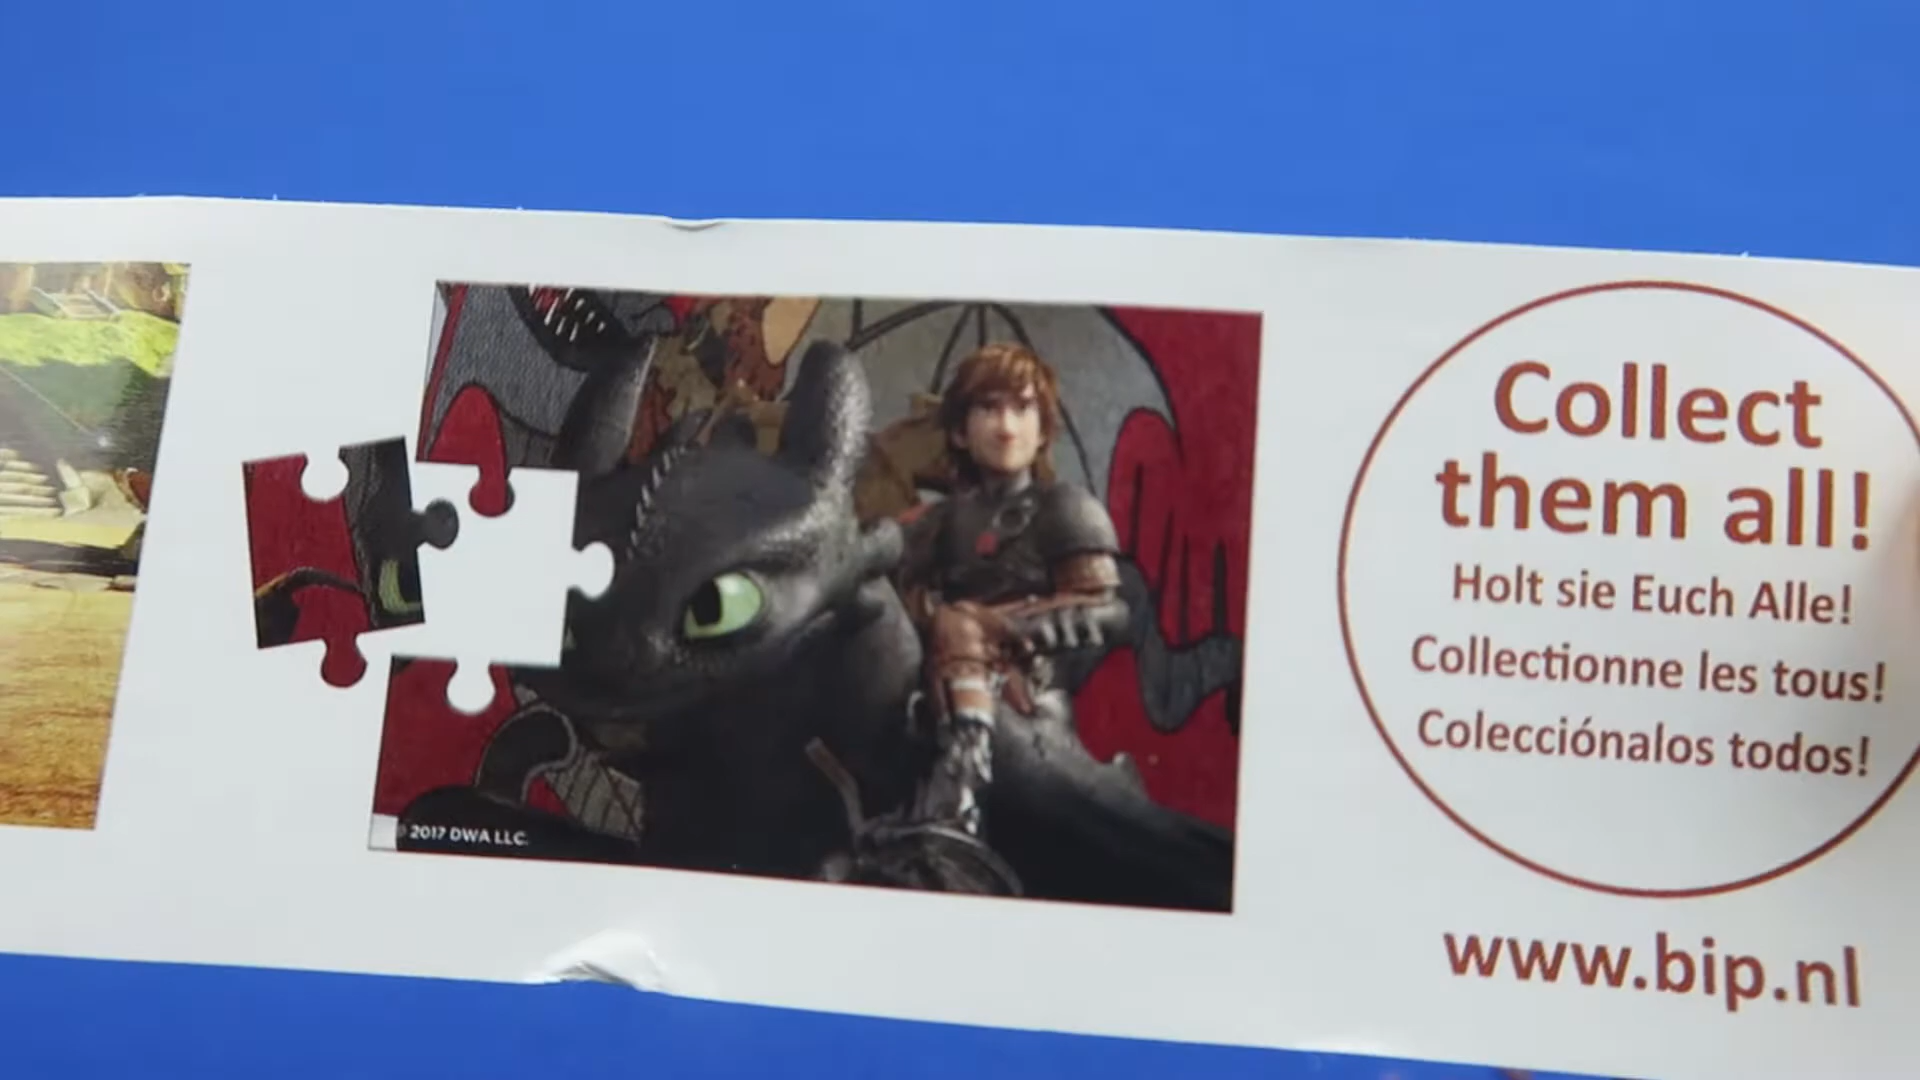 © 2017 DWA LLC.
Collect
them all!
Holt sie Euch Alle!
Collectionne les tous!
Colecciónalos todos!
www.bip.nl